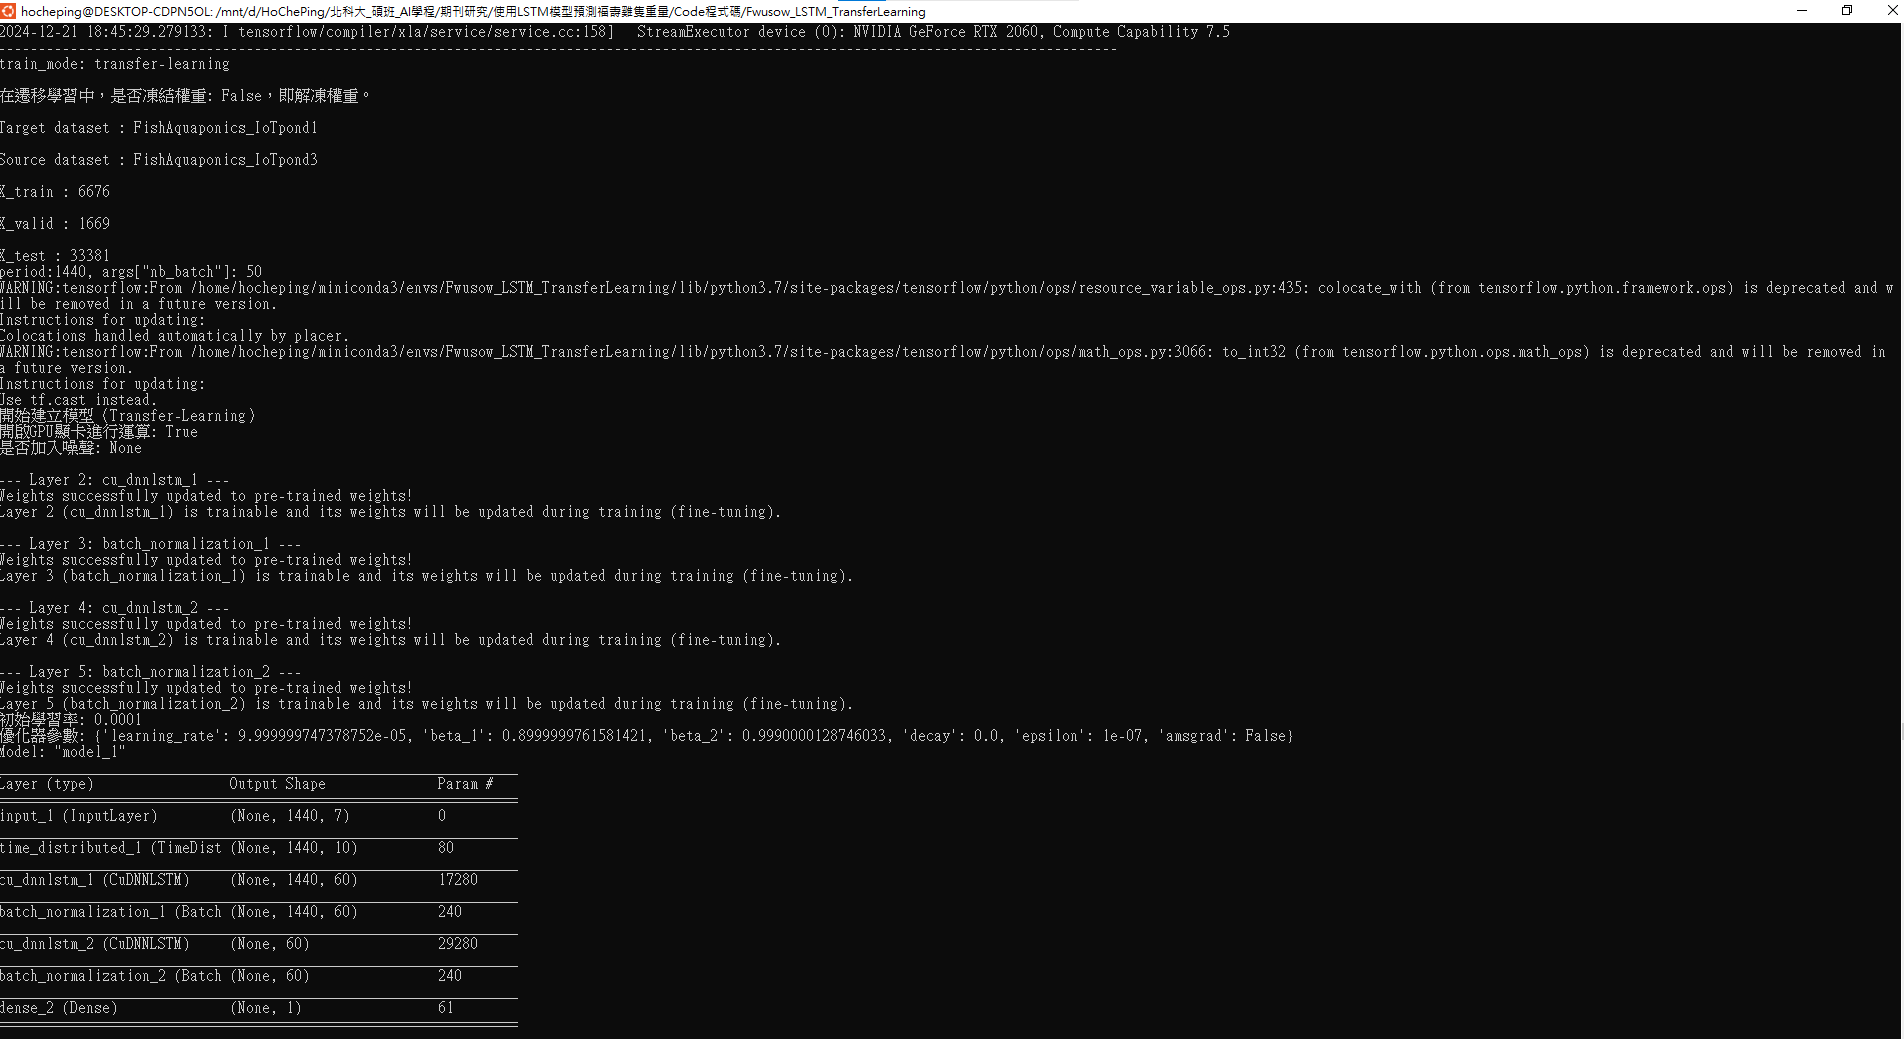 hocheping@DESKTOP-CDPN5OL: /mnt/d/HoChePing/北科大_碩班_AI學程/期刊研究/使用LSTM模型預測福壽雞隻重量/Code程式碼/Fwusow_LSTM_TransferLearning
2024-12-21 18:45:29.279133: I tensorflow/compiler/xla/service/service.cc:158]   StreamExecutor device (0): NVIDIA GeForce RTX 2060, Compute Capability 7.5
train_mode: transfer-learning
在遷移學習中，是否凍結權重: False，即解凍權重。
Target dataset : FishAquaponics_IoTpond1
Source dataset : FishAquaponics_IoTpond3
X_train : 6676
X_valid : 1669
X_test : 33381
period:1440, args["nb_batch"]: 50
WARNING:tensorflow:From /home/hocheping/miniconda3/envs/Fwusow_LSTM_TransferLearning/lib/python3.7/site-packages/tensorflow/python/ops/resource_variable_ops.py:435: colocate_with (from tensorflow.python.framework.ops) is deprecated and w
ill be removed in a future version.
Instructions for updating:
Colocations handled automatically by placer.
WARNING:tensorflow:From /home/hocheping/miniconda3/envs/Fwusow_LSTM_TransferLearning/lib/python3.7/site-packages/tensorflow/python/ops/math_ops.py:3066: to_int32 (from tensorflow.python.ops.math_ops) is deprecated and will be removed in
a future version.
Instructions for updating:
Use tf.cast instead.
開始建立模型 (Transfer-Learning)
開啟GPU顯卡進行運算: True
是否加入噪聲: None
--- Layer 2: cu_dnnlstm_1 ---
Weights successfully updated to pre-trained weights!
Layer 2 (cu_dnnlstm_1) is trainable and its weights will be updated during training (fine-tuning).
--- Layer 3: batch_normalization_1 ---
Weights successfully updated to pre-trained weights!
Layer 3 (batch_normalization_1) is trainable and its weights will be updated during training (fine-tuning).
--- Layer 4: cu_dnnlstm_2 ---
Weights successfully updated to pre-trained weights!
Layer 4 (cu_dnnlstm_2) is trainable and its weights will be updated during training (fine-tuning).
--- Layer 5: batch_normalization_2 ---
Weights successfully updated to pre-trained weights!
Layer 5 (batch_normalization_2) is trainable and its weights will be updated during training (fine-tuning).
初始學習率: 0.0001
優化器參數: {'learning_rate': 9.999999747378752e-05, 'beta_1': 0.8999999761581421, 'beta_2': 0.9990000128746033, 'decay': 0.0, 'epsilon': 1e-07, 'amsgrad': False}
Model: "model_1"
Layer (type)                 Output Shape              Param #
input_1 (InputLayer)         (None, 1440, 7)           0
time_distributed_1 (TimeDist (None, 1440, 10)          80
cu_dnnlstm_1 (CuDNNLSTM)     (None, 1440, 60)          17280
batch_normalization_1 (Batch (None, 1440, 60)          240
cu_dnnlstm_2 (CuDNNLSTM)     (None, 60)                29280
batch_normalization_2 (Batch (None, 60)                240
dense_2 (Dense)              (None, 1)                 61